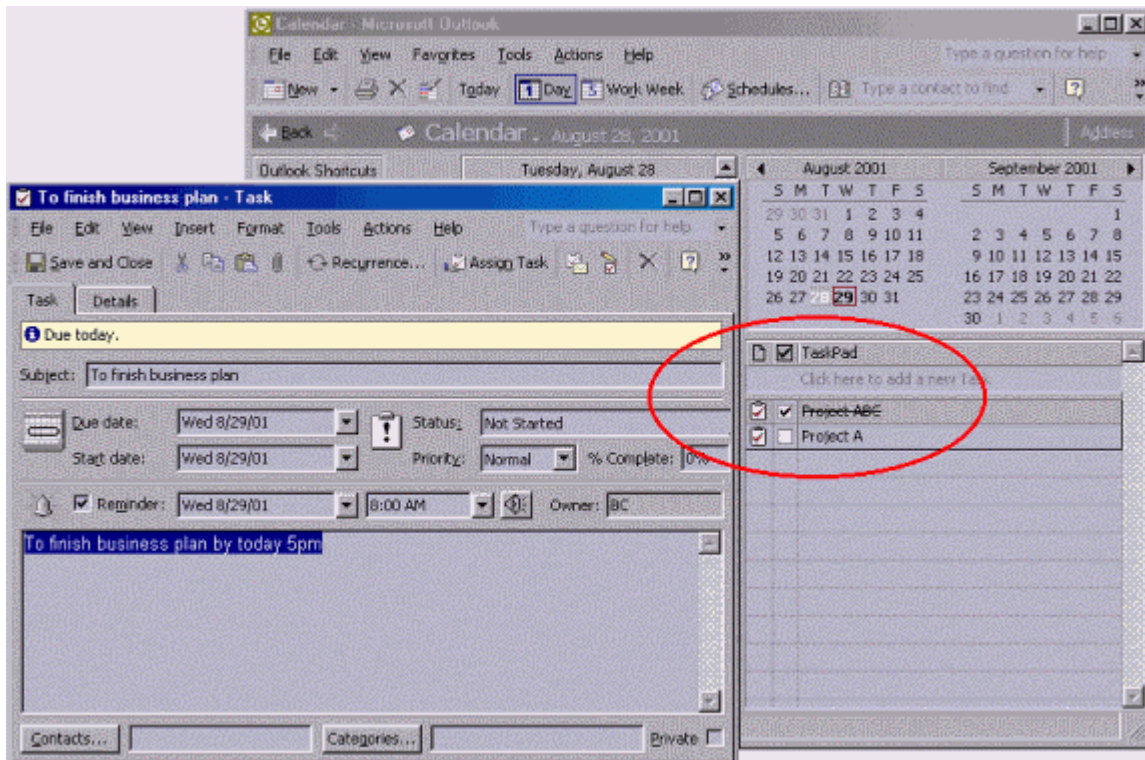 Calendar - Microsoft Outlook
File Edit View Favorites Tools Actions Help Type a question for help
New Today 1 Day 5 Work Week Schedules... Type a contact to find
Back Calendar . August 28, 2001 Address
Outlook Shortcuts Tuesday, August 28
August 2001 September 2001
S M T W T F S S M T W T F S
29 30 31 1 2 3 4 1
5 6 7 8 9 10 11 2 3 4 5 6 7 8
12 13 14 15 16 17 18 9 10 11 12 13 14 15
19 20 21 22 23 24 25 16 17 18 19 20 21 22
26 27 28 29 30 31 23 24 25 26 27 28 29
30 1 2 3 4 5 6
To finish business plan - Task
File Edit View Insert Format Tools Actions Help Type a question for help
Save and Close Recurrence... Assign Task
Task Details
Due today.
Subject: To finish business plan
Due date: Wed 8/29/01 Status: Not Started
Start date: Wed 8/29/01 Priority: Normal % Complete: 0%
Reminder: Wed 8/29/01 8:00 AM Owner: BC
To finish business plan by today 5pm
Contacts... Categories... Private
TaskPad
Click here to add a new Task
Project ABC
Project A